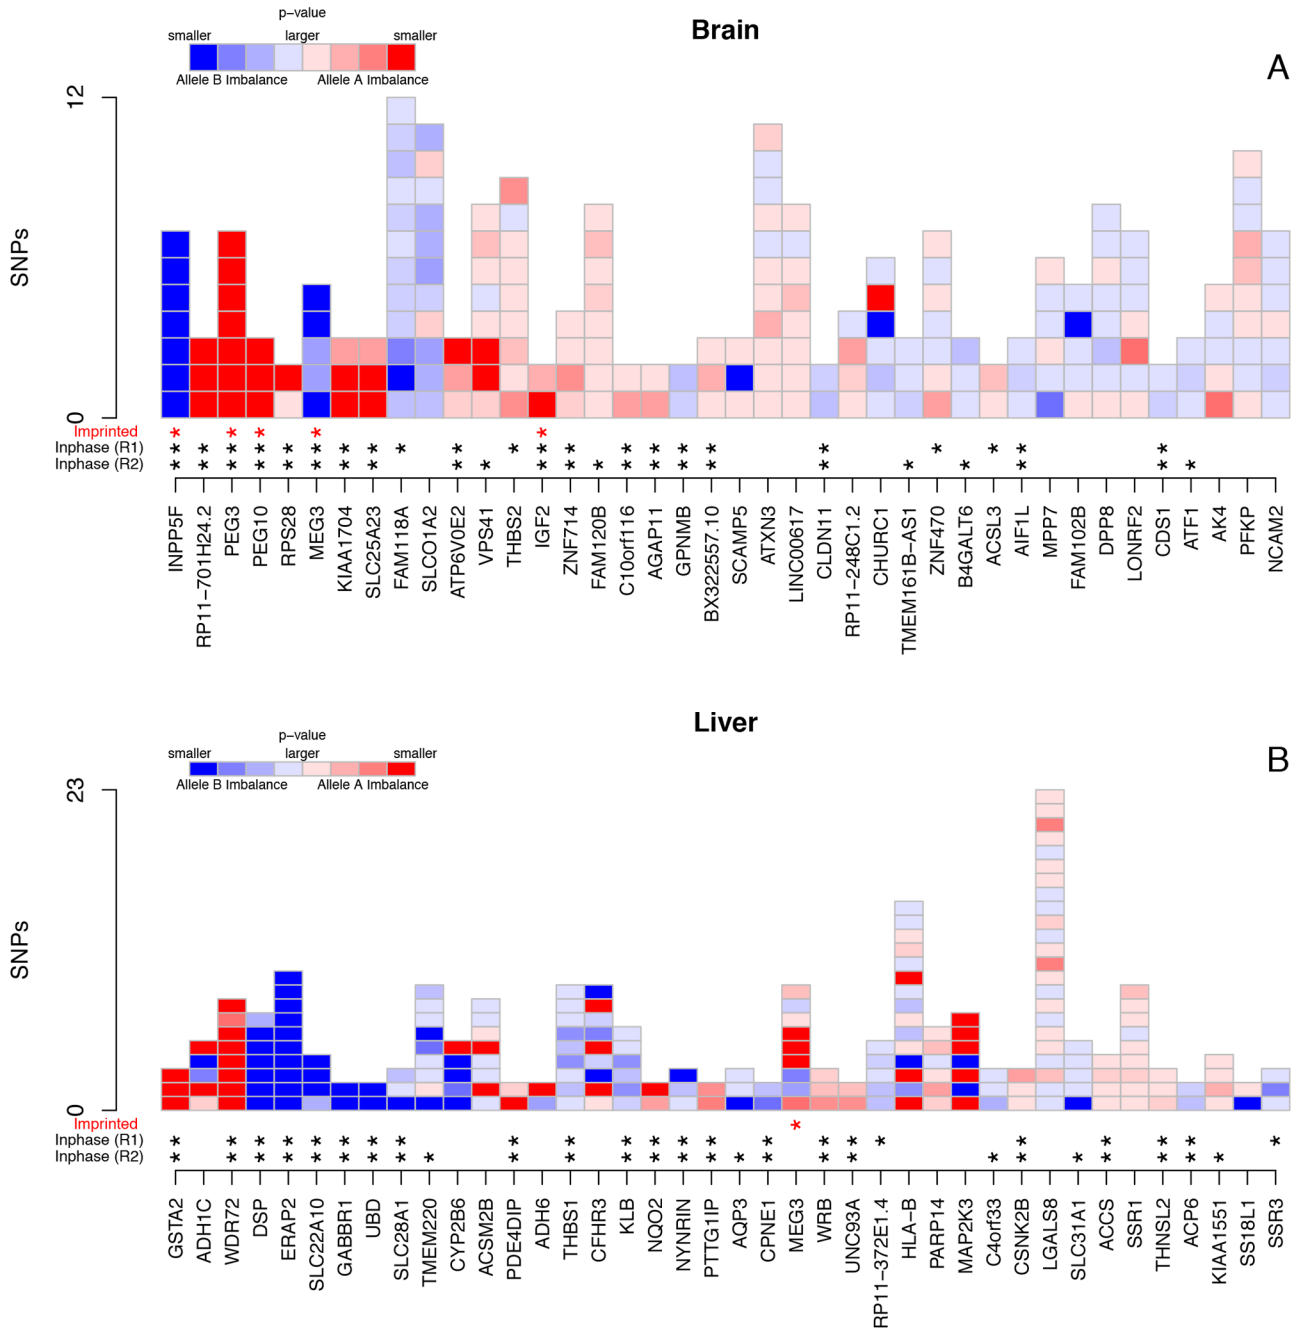 Brain
A
p-value
smaller larger smaller
Allele B Imbalance Allele A Imbalance
12
SNPs
0
Imprinted * * * * *
Inphase (R1) * * * * * * * * * * * * * * * * * * * * * *
Inphase (R2) * * * * * * * * * * * * * * * * * * * * * * *
INPP5F
RP11-701H24.2
PEG3
PEG10
RPS28
MEG3
KIAA1704
SLC25A23
FAM118A
SLCO1A2
ATP6V0E2
VPS41
THBS2
IGF2
ZNF714
FAM120B
C10orf116
AGAP11
GPNMB
BX322557.10
SCAMP5
ATXN3
LINC00617
CLDN11
RP11-248C1.2
CHURC1
TMEM161B-AS1
ZNF470
B4GALT6
ACSL3
AIF1L
MPP7
FAM102B
DPP8
LONRF2
CDS1
ATF1
AK4
PFKP
NCAM2
Liver
B
p-value
smaller larger smaller
Allele B Imbalance Allele A Imbalance
23
SNPs
0
Imprinted *
Inphase (R1) * * * * * * * * * * * * * * * * * * * * * * *
Inphase (R2) * * * * * * * * * * * * * * * * * * * * * * * * *
GSTA2
ADH1C
WDR72
DSP
ERAP2
SLC22A10
GABBR1
UBD
SLC28A1
TMEM220
CYP2B6
ACSM2B
PDE4DIP
ADH6
THBS1
CFHR3
KLB
NQO2
NYNRIN
PTTG1IP
AQP3
CPNE1
MEG3
WRB
UNC93A
RP11-372E1.4
HLA-B
PARP14
MAP2K3
C4orf33
CSNK2B
LGALS8
SLC31A1
ACCS
SSR1
THNSL2
ACP6
KIAA1551
SS18L1
SSR3